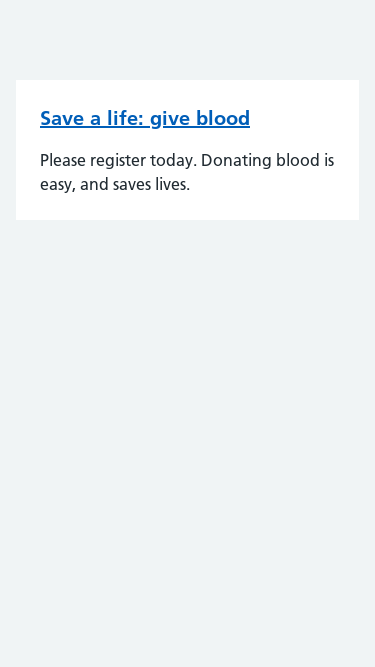 Save a life: give blood
Please register today. Donating blood is
easy, and saves lives.